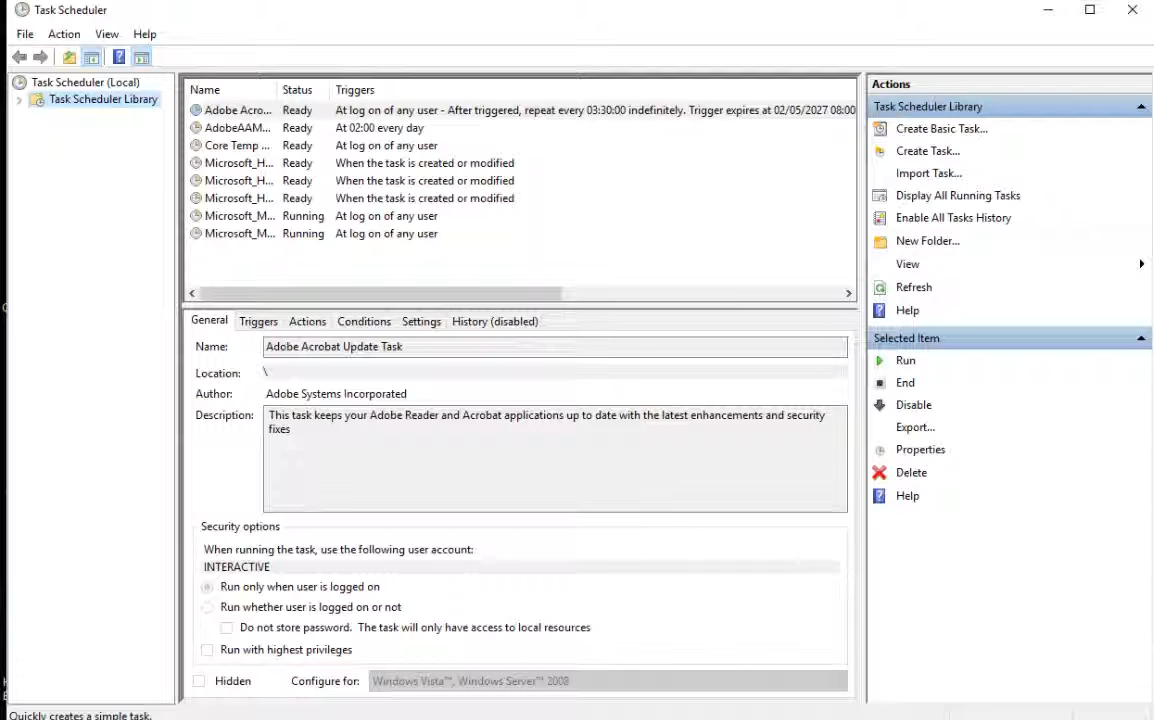 Task Scheduler
File Action View Help
Task Scheduler (Local)
Task Scheduler Library
Name Status Triggers
Adobe Acro... Ready At log on of any user - After triggered, repeat every 03:30:00 indefinitely. Trigger expires at 02/05/2027 08:00
AdobeAAM... Ready At 02:00 every day
Core Temp ... Ready At log on of any user
Microsoft_H... Ready When the task is created or modified
Microsoft_H... Ready When the task is created or modified
Microsoft_H... Ready When the task is created or modified
Microsoft_M... Running At log on of any user
Microsoft_M... Running At log on of any user
General Triggers Actions Conditions Settings History (disabled)
Name: Adobe Acrobat Update Task
Location: \
Author: Adobe Systems Incorporated
Description: This task keeps your Adobe Reader and Acrobat applications up to date with the latest enhancements and security
fixes
Security options
When running the task, use the following user account:
INTERACTIVE
Run only when user is logged on
Run whether user is logged on or not
Do not store password. The task will only have access to local resources
Run with highest privileges
Hidden Configure for: Windows Vista™, Windows Server™ 2008
Actions
Task Scheduler Library
Create Basic Task...
Create Task...
Import Task...
Display All Running Tasks
Enable All Tasks History
New Folder...
View
Refresh
Help
Selected Item
Run
End
Disable
Export...
Properties
Delete
Help
Quickly creates a simple task.